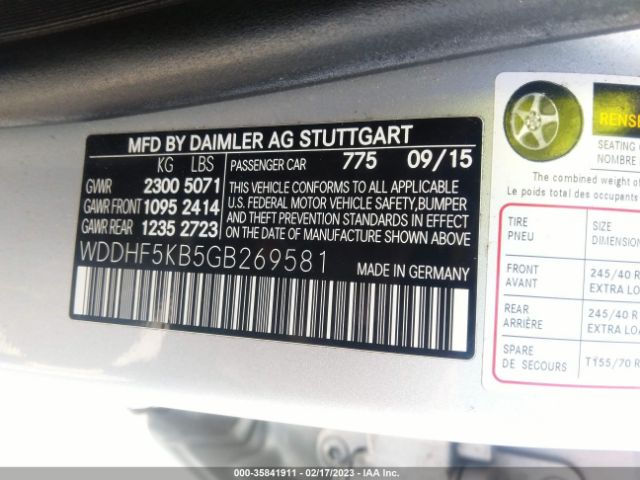 MFD BY DAIMLER AG STUTTGART
KG LBS PASSENGER CAR 775 09/15
GVWR 2300 5071
GAWR FRONT 1095 2414
GAWR REAR 1235 2723
THIS VEHICLE CONFORMS TO ALL APPLICABLE
U.S. FEDERAL MOTOR VEHICLE SAFETY,BUMPER
AND THEFT PREVENTION STANDARDS IN EFFECT
ON THE DATE OF MANUFACTURE SHOWN ABOVE
WDDHF5KB5GB269581 MADE IN GERMANY
SEATING
NOMBRE
The combined weight
Le poids total des
TIRE SIZE
PNEU DIMENSION
FRONT 245/40 R
AVANT EXTRA
REAR 245/40 R
ARRIÈRE EXTRA
SPARE T155/70 R
DE SECOURS
000-35841911 - 02/17/2023 - IAA Inc.